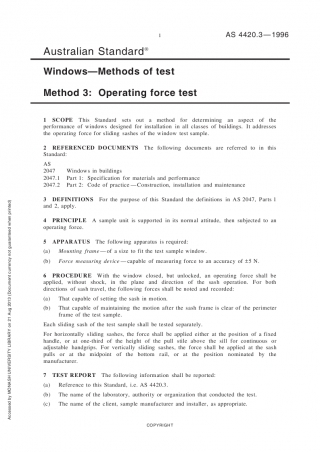 1
AS 4420.3—1996
Australian Standard®
Windows—Methods of test
Method 3: Operating force test
1 SCOPE This Standard sets out a method for determining an aspect of the
performance of windows designed for installation in all classes of buildings. It addresses
the operating force for sliding sashes of the window test sample.
2 REFERENCED DOCUMENTS The following documents are referred to in this
Standard:
AS
2047 Windows in buildings
2047.1 Part 1: Specification for materials and performance
2047.2 Part 2: Code of practice—Construction, installation and maintenance
3 DEFINITIONS For the purpose of this Standard the definitions in AS 2047, Parts 1
and 2, apply.
4 PRINCIPLE A sample unit is supported in its normal attitude, then subjected to an
operating force.
5 APPARATUS The following apparatus is required:
(a) Mounting frame—of a size to fit the test sample window.
(b) Force measuring device—capable of measuring force to an accuracy of ±5 N.
6 PROCEDURE With the window closed, but unlocked, an operating force shall be
applied, without shock, in the plane and direction of the sash operation. For both
directions of sash travel, the following forces shall be noted and recorded:
(a) That capable of setting the sash in motion.
(b) That capable of maintaining the motion after the sash frame is clear of the perimeter
frame of the test sample.
Each sliding sash of the test sample shall be tested separately.
For horizontally sliding sashes, the force shall be applied either at the position of a fixed
handle, or at one-third of the height of the pull stile above the sill for continuous or
adjustable handgrips. For vertically sliding sashes, the force shall be applied at the sash
pulls or at the midpoint of the bottom rail, or at the position nominated by the
manufacturer.
7 TEST REPORT The following information shall be reported:
(a) Reference to this Standard, i.e. AS 4420.3.
(b) The name of the laboratory, authority or organization that conducted the test.
(c) The name of the client, sample manufacturer and installer, as appropriate.
COPYRIGHT
Accessed by MONASH UNIVERSITY LIBRARY on 21 Aug 2013 (Document currency not guaranteed when printed)